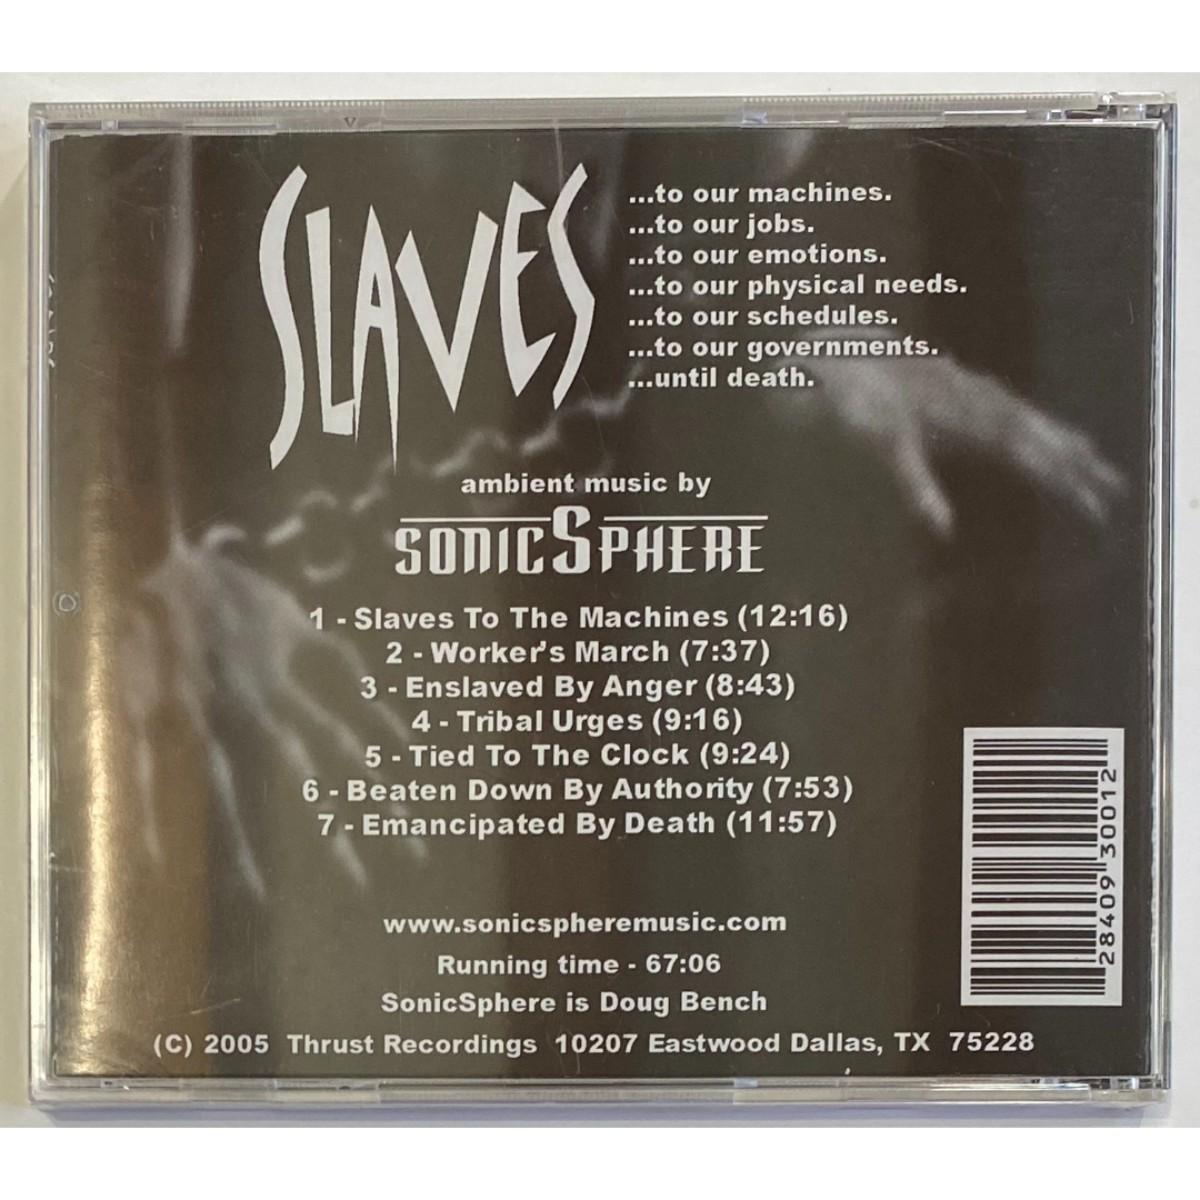 SLAVES
...to our machines.
...to our jobs.
...to our emotions.
...to our physical needs.
...to our schedules.
...to our governments.
...until death.
ambient music by
SONICSPHERE
1 - Slaves To The Machines (12:16)
2 - Worker's March (7:37)
3 - Enslaved By Anger (8:43)
4 - Tribal Urges (9:16)
5 - Tied To The Clock (9:24)
6 - Beaten Down By Authority (7:53)
7 - Emancipated By Death (11:57)
28409 30012
www.sonicspheremusic.com
Running time - 67:06
SonicSphere is Doug Bench
(C) 2005 Thrust Recordings 10207 Eastwood Dallas, TX 75228